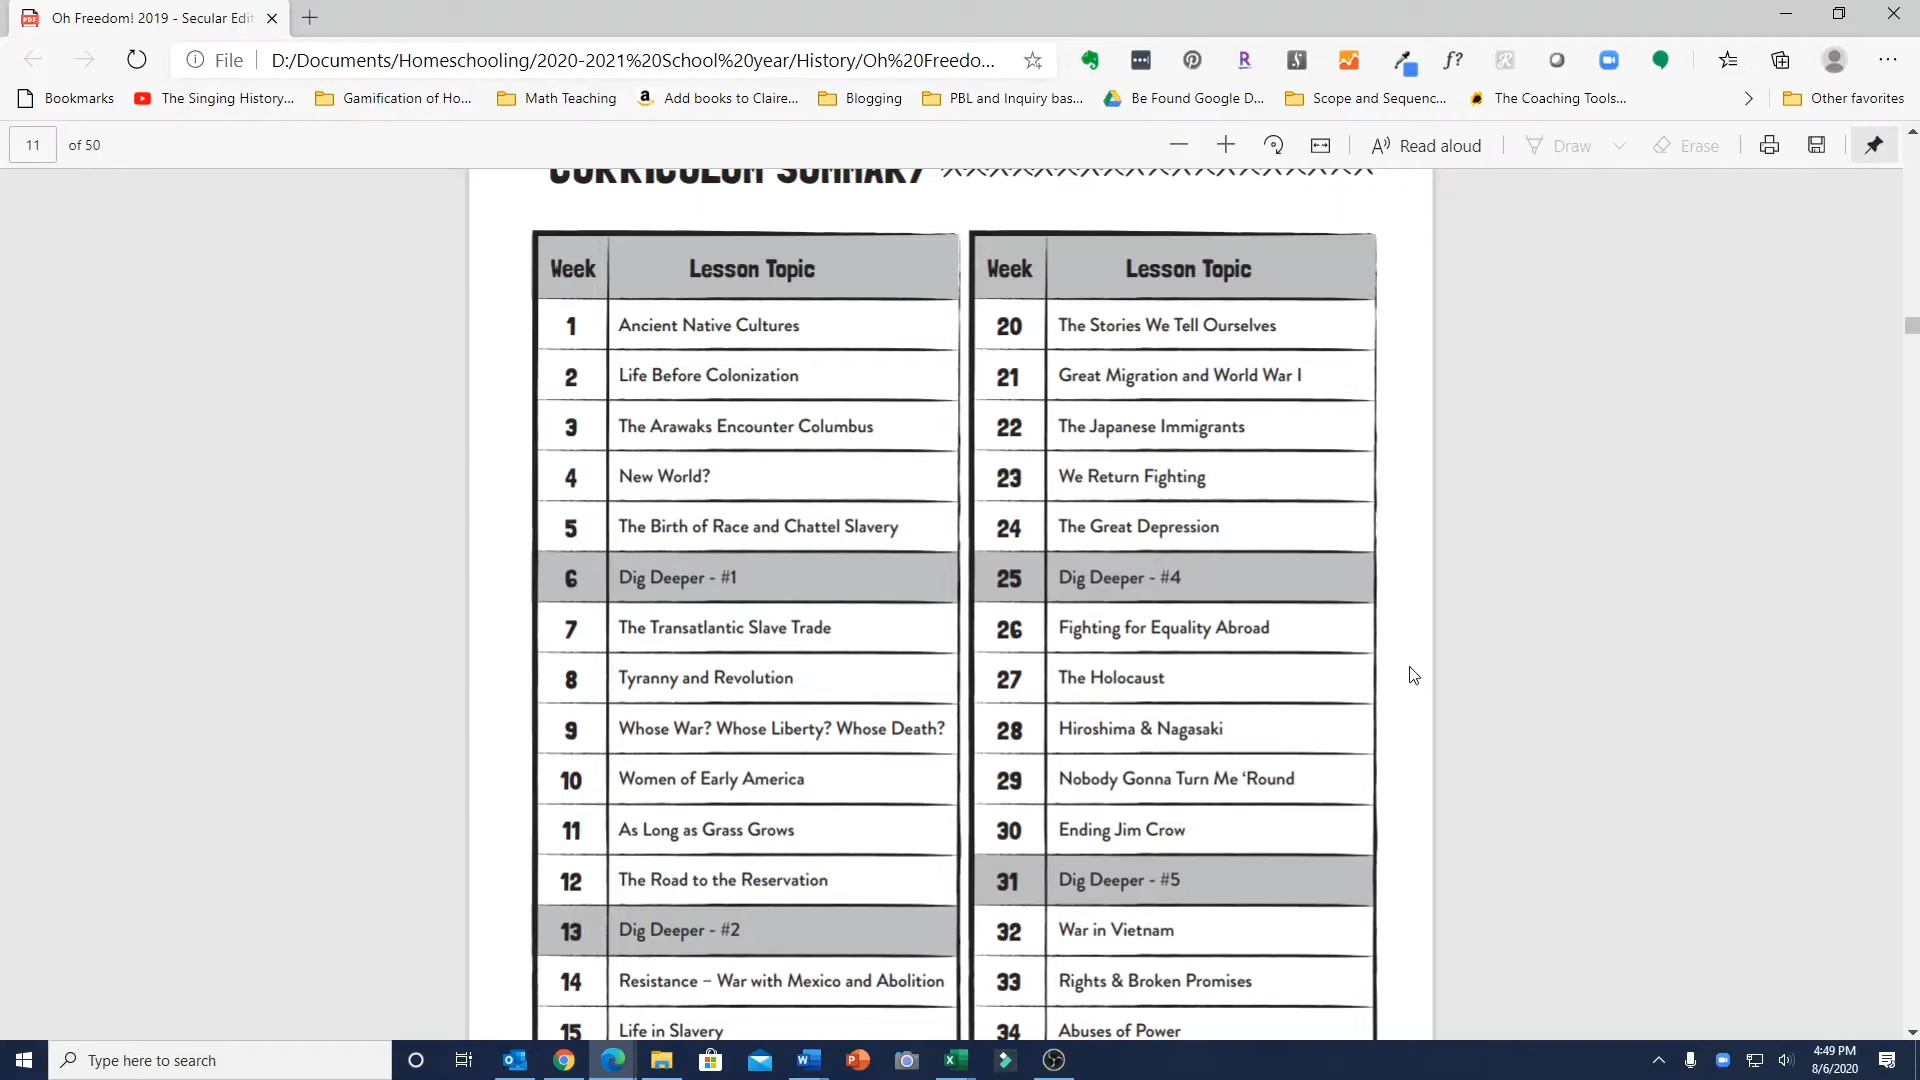 Oh Freedom! 2019 - Secular Edit
File D:/Documents/Homeschooling/2020-2021%20School%20year/History/Oh%20Freedo...
Bookmarks The Singing History... Gamification of Ho... Math Teaching Add books to Claire... Blogging PBL and Inquiry bas... Be Found Google D... Scope and Sequenc... The Coaching Tools... Other favorites
11 of 50 Read aloud Draw Erase
CURRICULUM SUMMARY
Week Lesson Topic
1 Ancient Native Cultures
2 Life Before Colonization
3 The Arawaks Encounter Columbus
4 New World?
5 The Birth of Race and Chattel Slavery
6 Dig Deeper - #1
7 The Transatlantic Slave Trade
8 Tyranny and Revolution
9 Whose War? Whose Liberty? Whose Death?
10 Women of Early America
11 As Long as Grass Grows
12 The Road to the Reservation
13 Dig Deeper - #2
14 Resistance – War with Mexico and Abolition
15 Life in Slavery
Week Lesson Topic
20 The Stories We Tell Ourselves
21 Great Migration and World War I
22 The Japanese Immigrants
23 We Return Fighting
24 The Great Depression
25 Dig Deeper - #4
26 Fighting for Equality Abroad
27 The Holocaust
28 Hiroshima & Nagasaki
29 Nobody Gonna Turn Me ‘Round
30 Ending Jim Crow
31 Dig Deeper - #5
32 War in Vietnam
33 Rights & Broken Promises
34 Abuses of Power
Type here to search
4:49 PM
8/6/2020